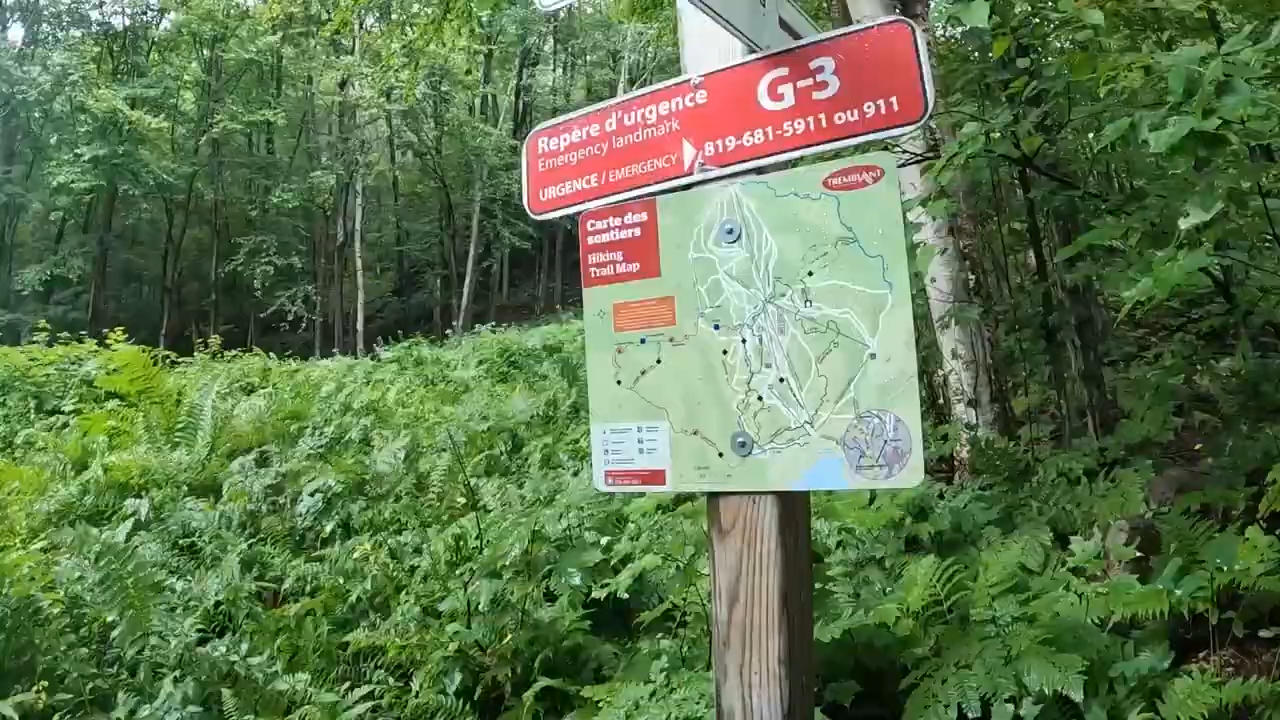 Repère d'urgence
G-3
Emergency landmark
URGENCE / EMERGENCY
819-681-5911 ou 911
TREMBLANT
Carte des
sentiers
Hiking
Trail Map